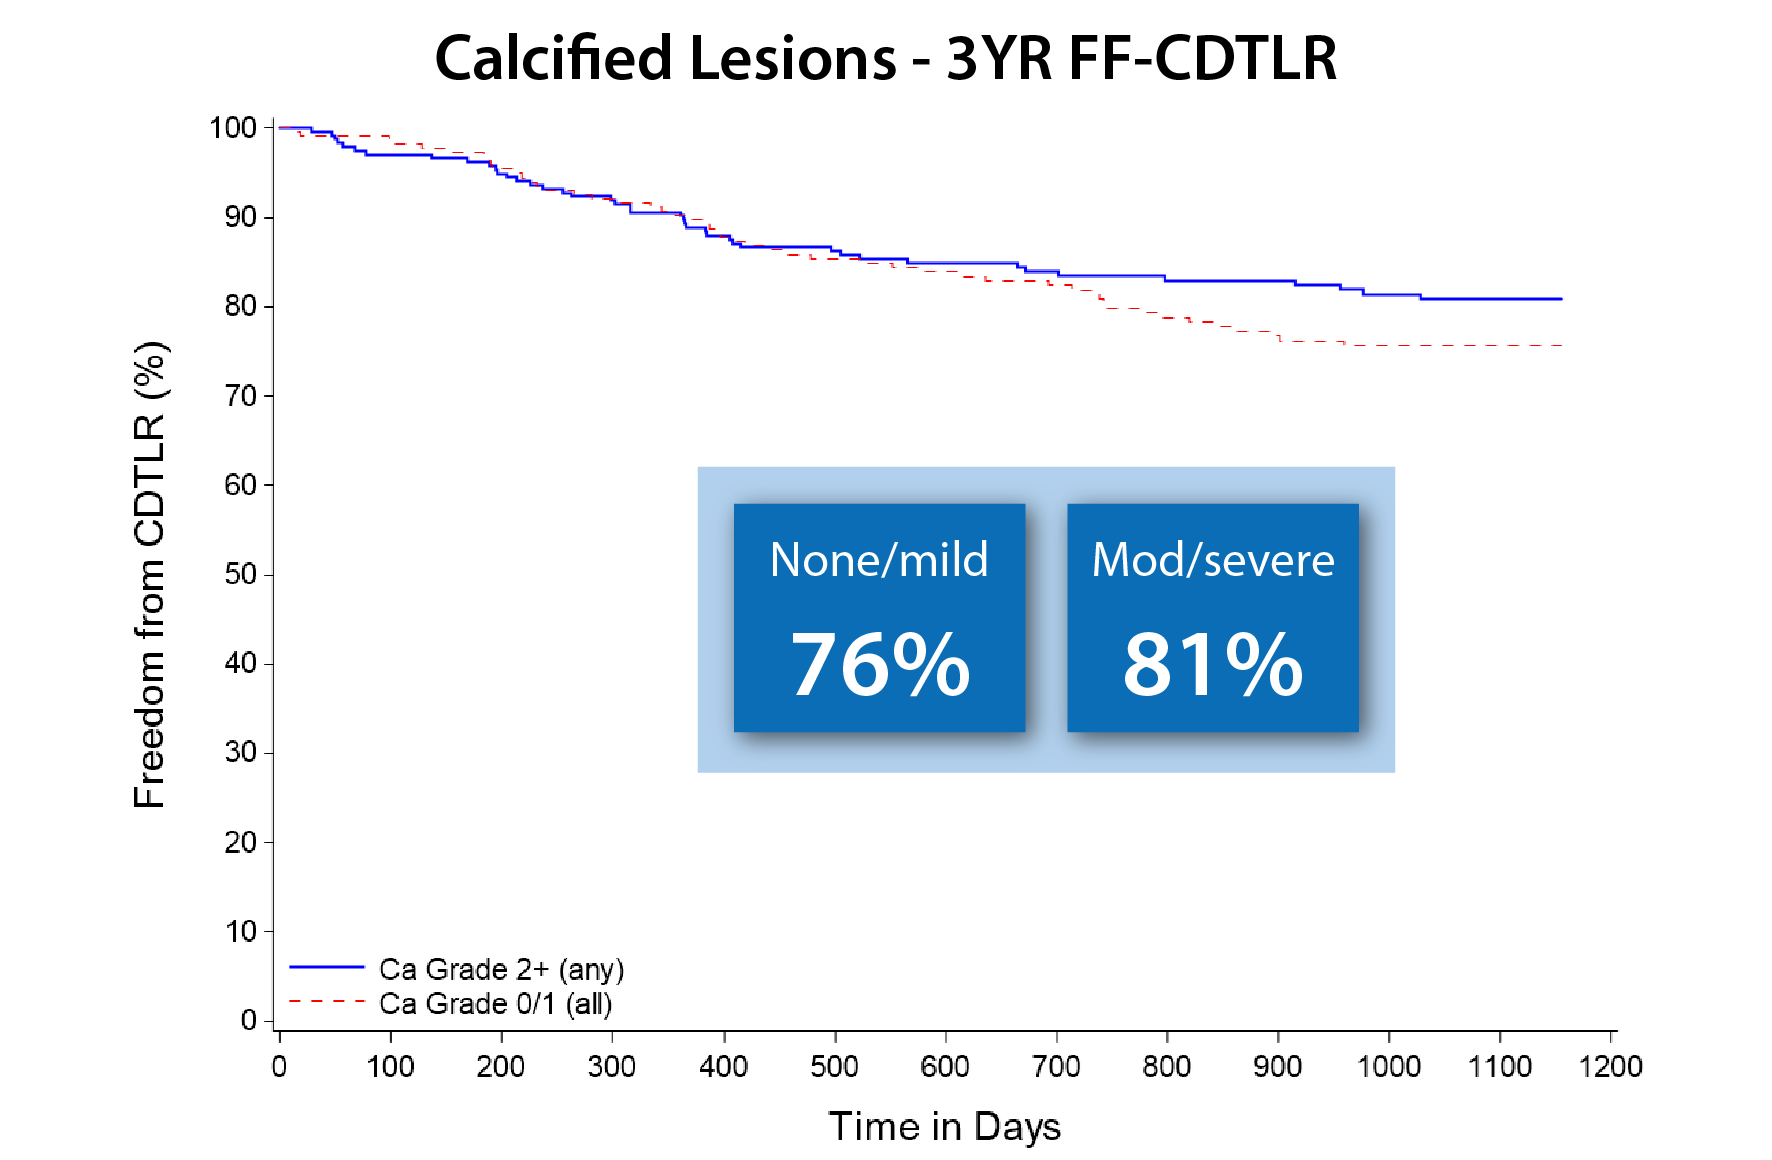 Calcified Lesions - 3YR FF-CDTLR
Freedom from CDTLR (%)
100
90
80
70
60
50
40
30
20
10
0
None/mild
76%
Mod/severe
81%
Ca Grade 2+ (any)
Ca Grade 0/1 (all)
0 100 200 300 400 500 600 700 800 900 1000 1100 1200
Time in Days